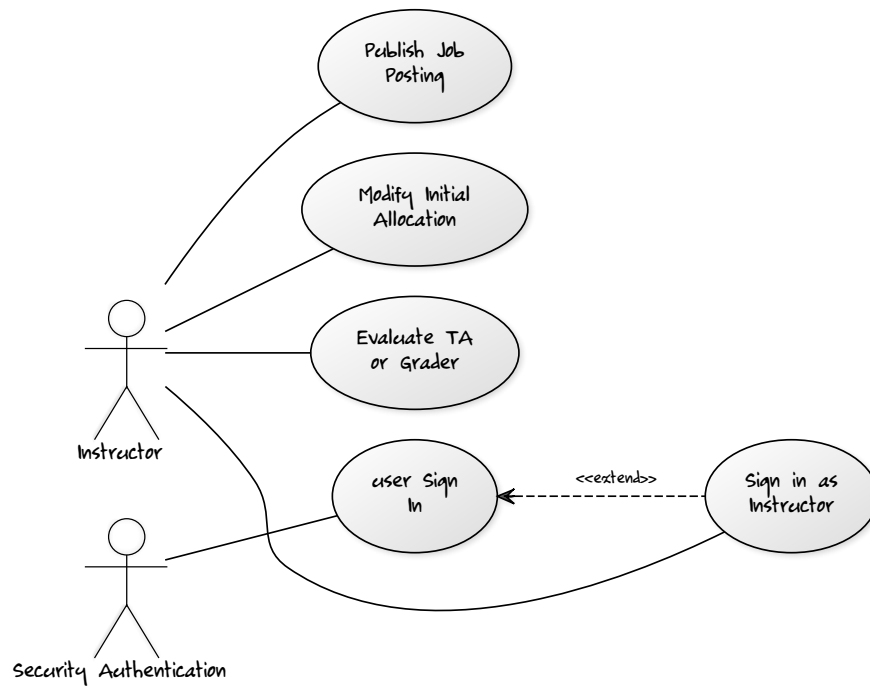 Publish Job
Posting
Modify Initial
Allocation
Evaluate TA
or Grader
Instructor
user Sign
In
<<extend>>
Sign in as
Instructor
Security Authentication